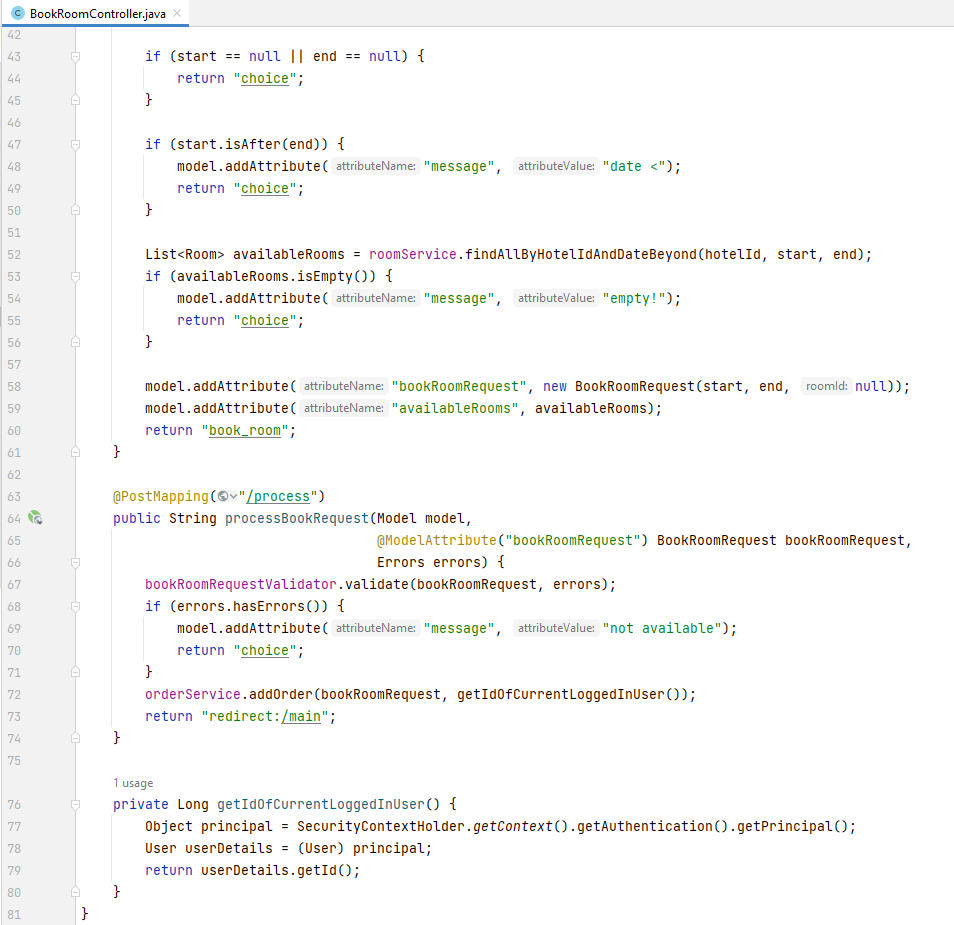 BookRoomController.java
42
43 if (start == null || end == null) {
44 return "choice";
45 }
46
47 if (start.isAfter(end)) {
48 model.addAttribute( attributeName: "message", attributeValue: "date <");
49 return "choice";
50 }
51
52 List<Room> availableRooms = roomService.findAllByHotelIdAndDateBeyond(hotelId, start, end);
53 if (availableRooms.isEmpty()) {
54 model.addAttribute( attributeName: "message", attributeValue: "empty!");
55 return "choice";
56 }
57
58 model.addAttribute( attributeName: "bookRoomRequest", new BookRoomRequest(start, end, roomId: null));
59 model.addAttribute( attributeName: "availableRooms", availableRooms);
60 return "book_room";
61 }
62
63 @PostMapping("/process")
64 public String processBookRequest(Model model,
65 @ModelAttribute("bookRoomRequest") BookRoomRequest bookRoomRequest,
66 Errors errors) {
67 bookRoomRequestValidator.validate(bookRoomRequest, errors);
68 if (errors.hasErrors()) {
69 model.addAttribute( attributeName: "message", attributeValue: "not available");
70 return "choice";
71 }
72 orderService.addOrder(bookRoomRequest, getIdOfCurrentLoggedInUser());
73 return "redirect:/main";
74 }
75
1 usage
76 private Long getIdOfCurrentLoggedInUser() {
77 Object principal = SecurityContextHolder.getContext().getAuthentication().getPrincipal();
78 User userDetails = (User) principal;
79 return userDetails.getId();
80 }
81 }